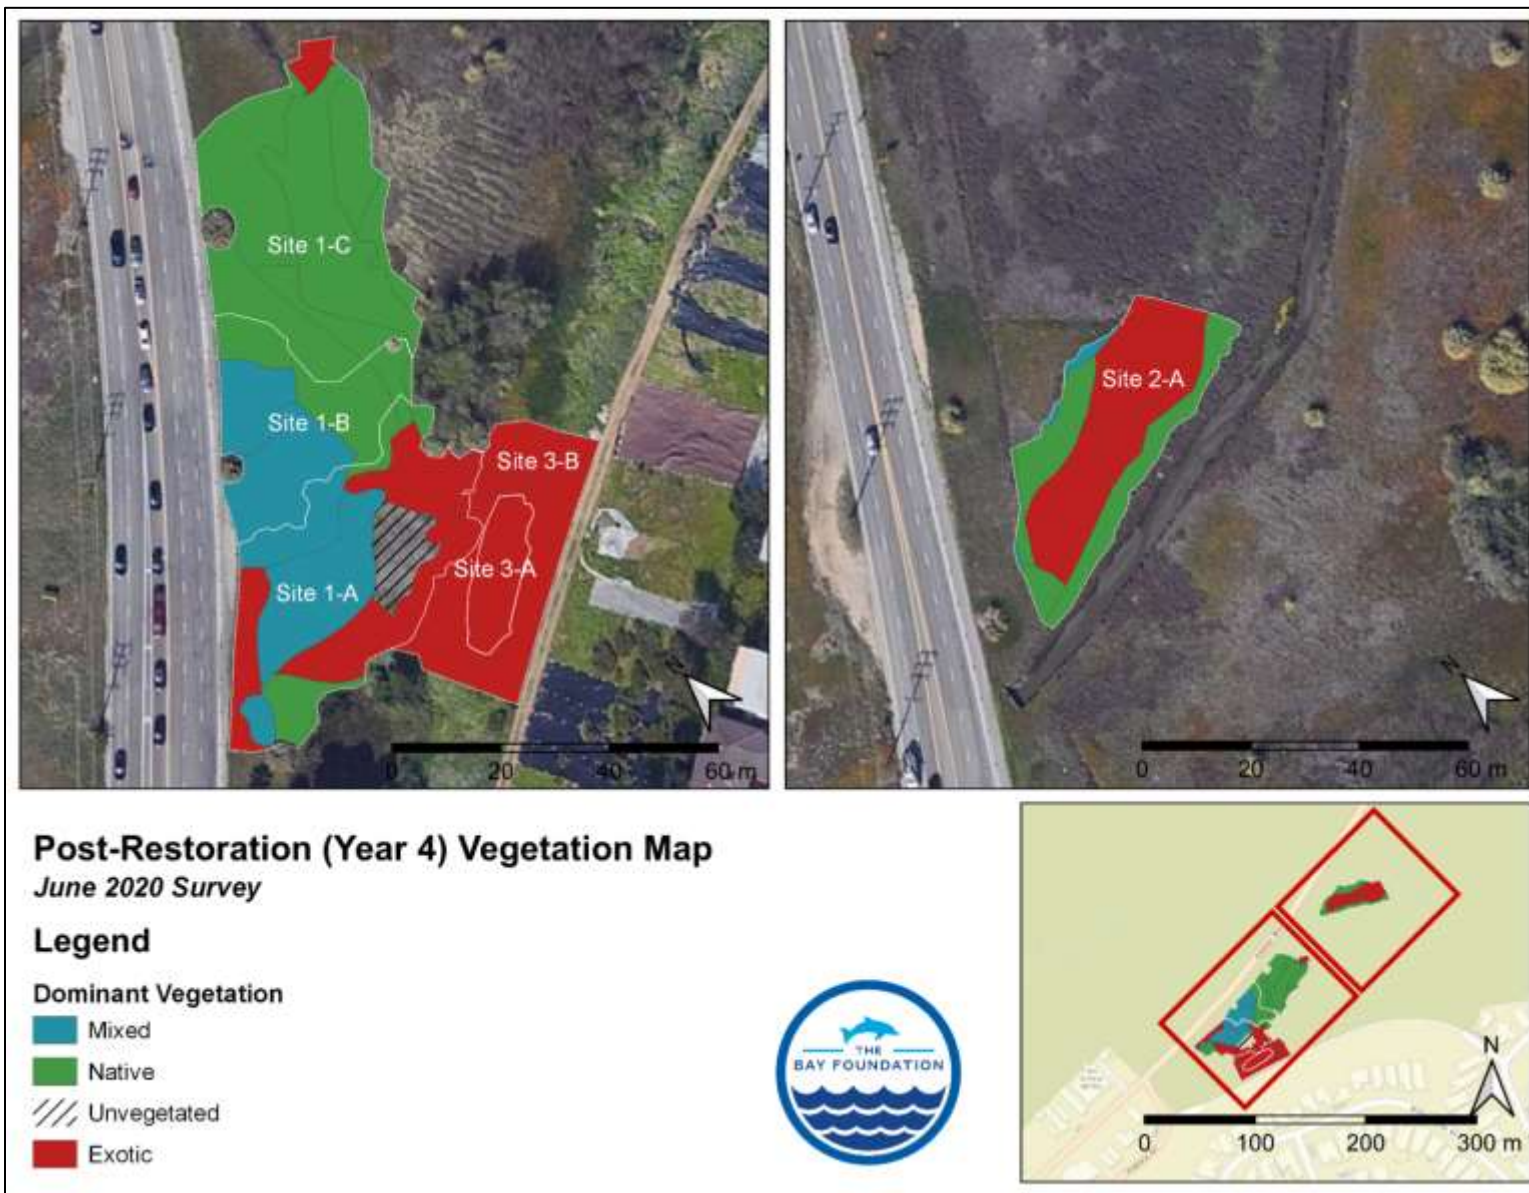 Site 1-C
Site 1-B
Site 3-B
Site 3-A
Site 1-A
N
0 20 40 60 m
Site 2-A
N
0 20 40 60 m
Post-Restoration (Year 4) Vegetation Map
June 2020 Survey
Legend
Dominant Vegetation
Mixed
Native
Unvegetated
Exotic
THE
BAY FOUNDATION
N
0 100 200 300 m